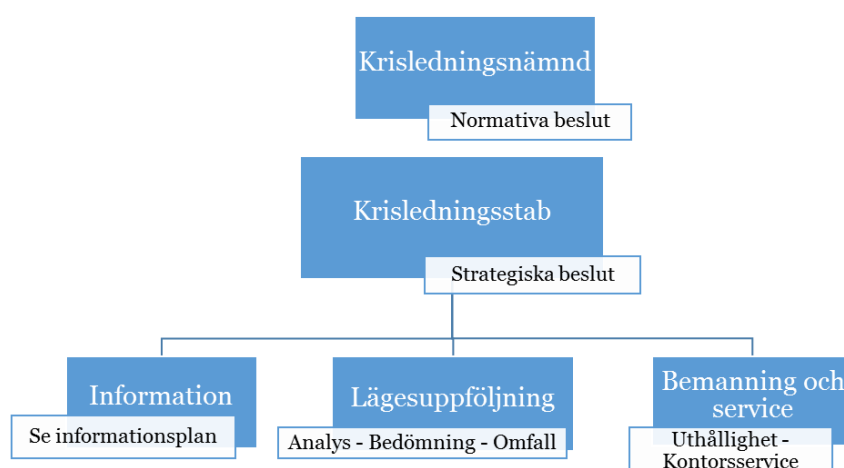 Krisledningsnämnd
Normativa beslut
Krisledningsstab
Strategiska beslut
Information
Se informationsplan
Lägesuppföljning
Analys - Bedömning - Omfall
Bemanning och
service
Uthållighet -
Kontorsservice